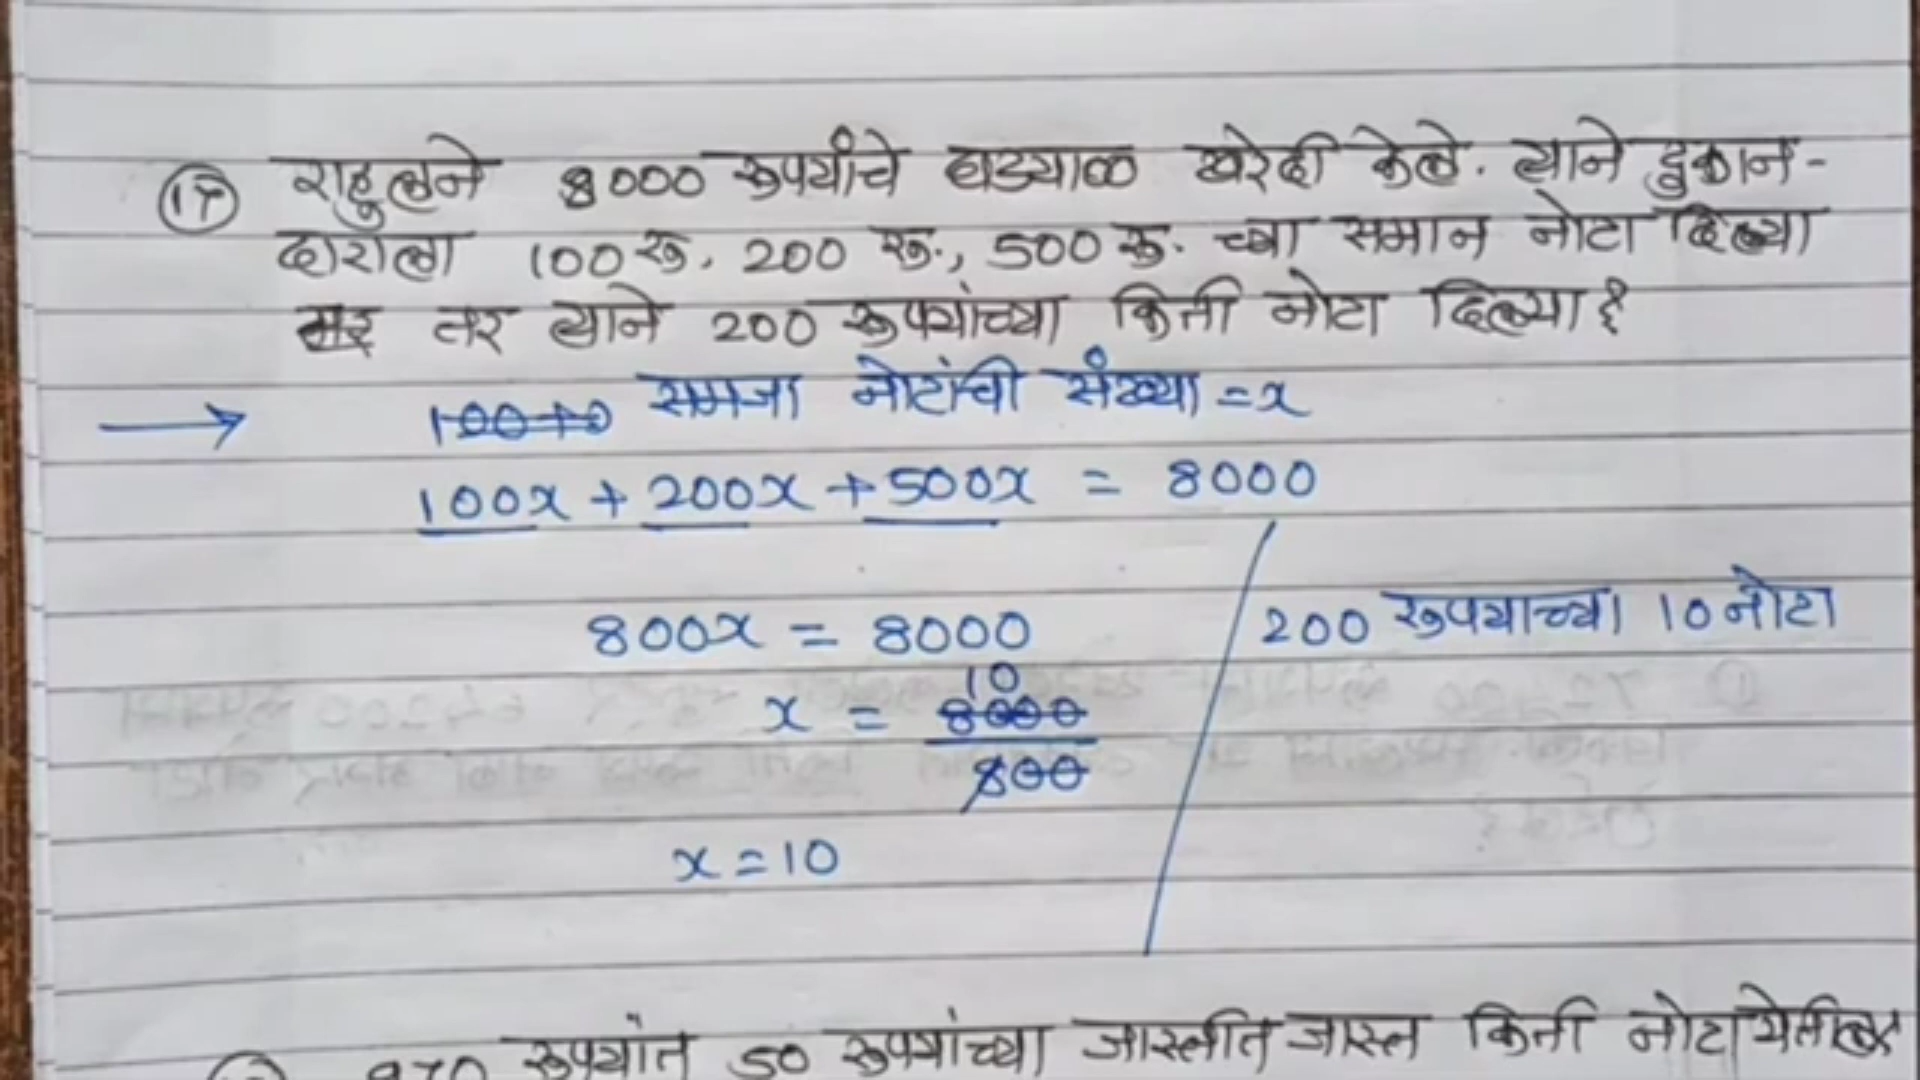 17 राहुलने 8000 रुपयांचे घड्याळ खरेदी केले. त्याने दुकान-
दाराला 100 रु. 200 रु., 500 रु. च्या समान नोटा दिल्या
तर त्याने 200 रुपयांच्या किती नोटा दिल्या?
→ समजा नोटांची संख्या = x
100x + 200x + 500x = 8000
800x = 8000
x = 8000/800 10
x = 10
200 रुपयाच्या 10 नोटा
रुपयांत 50 रुपयांच्या जास्तीत जास्त किती नोटा येतील